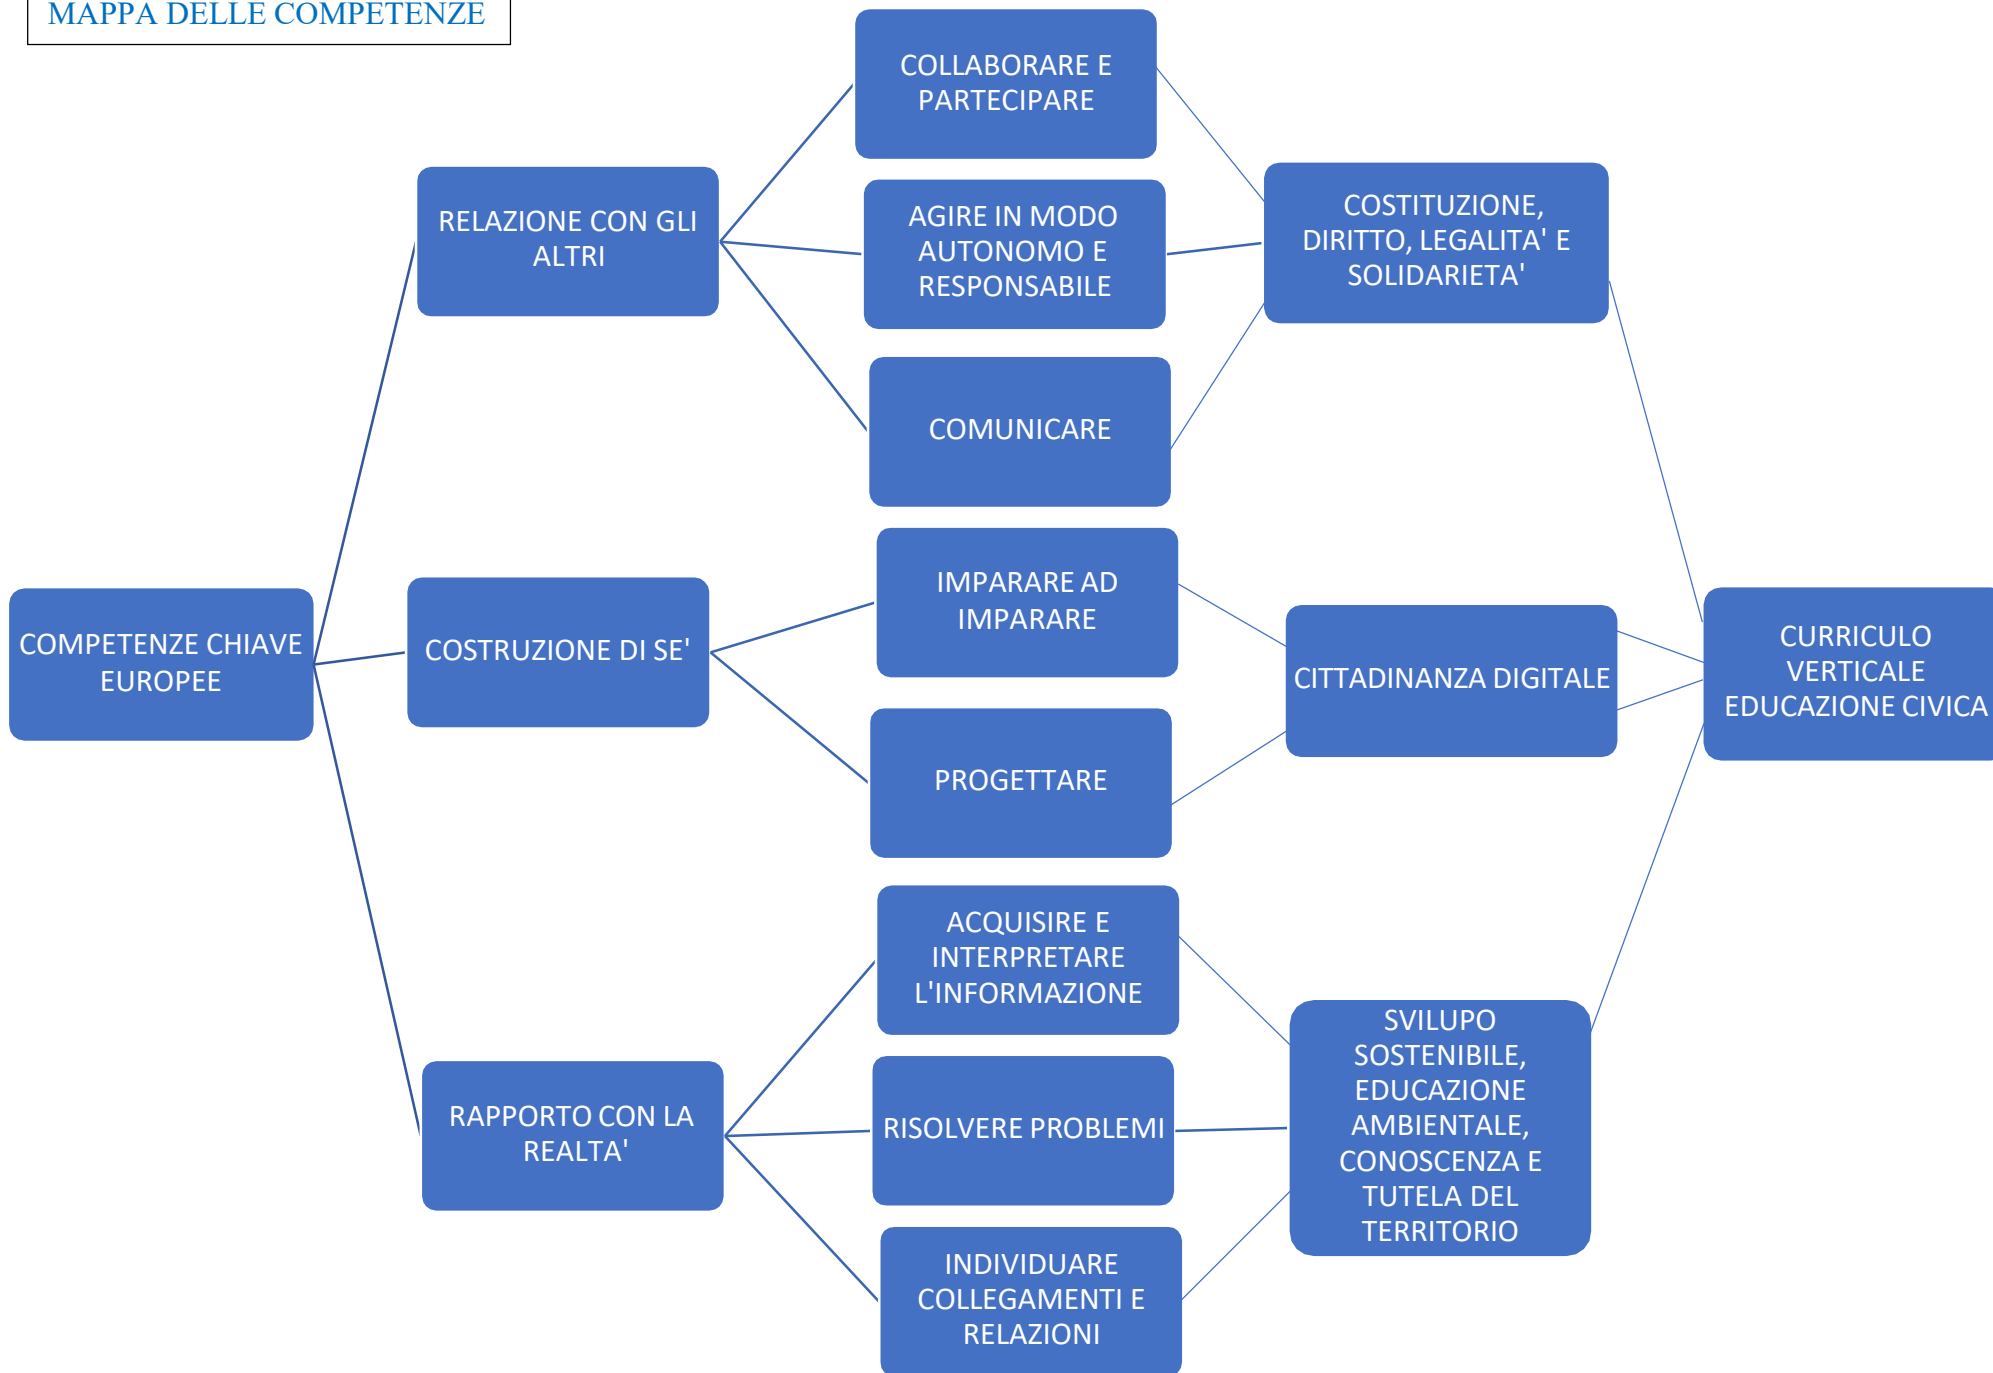 MAPPA DELLE COMPETENZE
COLLABORARE E
PARTECIPARE
RELAZIONE CON GLI
ALTRI
AGIRE IN MODO
AUTONOMO E
RESPONSABILE
COSTITUZIONE,
DIRITTO, LEGALITA' E
SOLIDARIETA'
COMUNICARE
COMPETENZE CHIAVE
EUROPEE
COSTRUZIONE DI SE'
IMPARARE AD
IMPARARE
PROGETTARE
CITTADINANZA DIGITALE
CURRICULO
VERTICALE
EDUCAZIONE CIVICA
RAPPORTO CON LA
REALTA'
ACQUISIRE E
INTERPRETARE
L'INFORMAZIONE
RISOLVERE PROBLEMI
INDIVIDUARE
COLLEGAMENTI E
RELAZIONI
SVILUPO
SOSTENIBILE,
EDUCAZIONE
AMBIENTALE,
CONOSCENZA E
TUTELA DEL
TERRITORIO